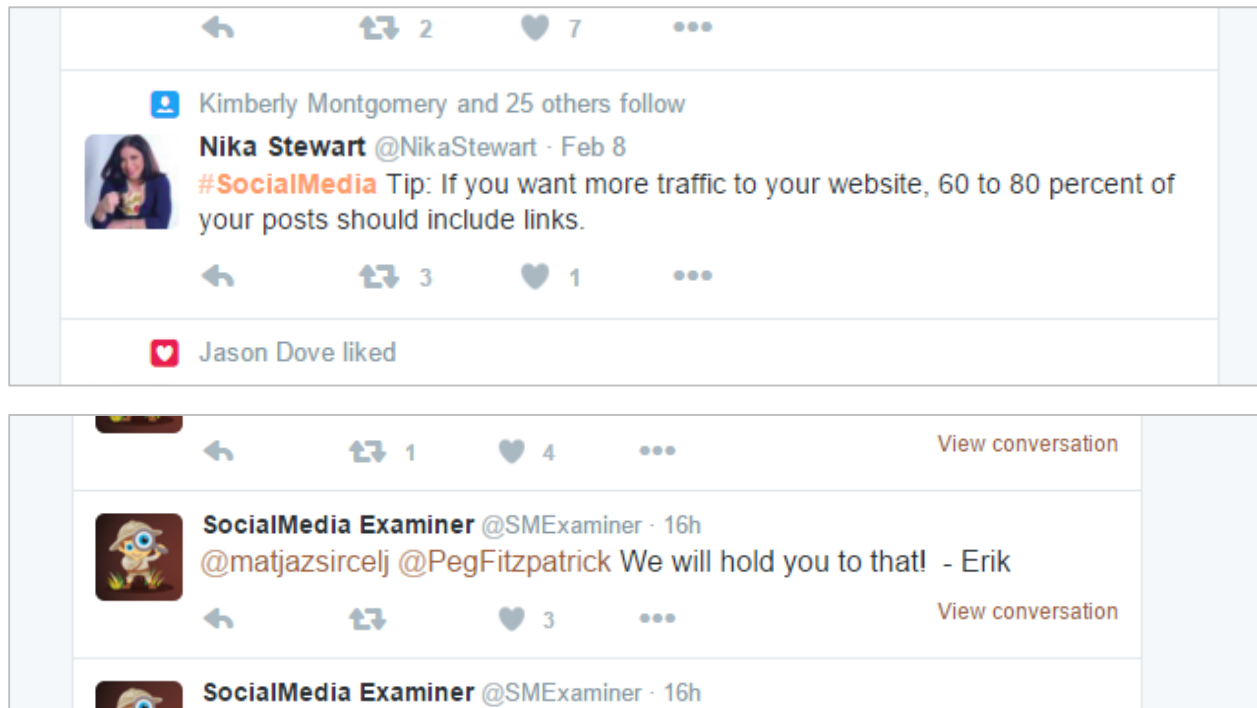 2 7
Kimberly Montgomery and 25 others follow
Nika Stewart @NikaStewart · Feb 8
#SocialMedia Tip: If you want more traffic to your website, 60 to 80 percent of
your posts should include links.
3 1
Jason Dove liked
1 4 View conversation
SocialMedia Examiner @SMExaminer · 16h
@matjazsircelj @PegFitzpatrick We will hold you to that!  - Erik
3 View conversation
SocialMedia Examiner @SMExaminer · 16h